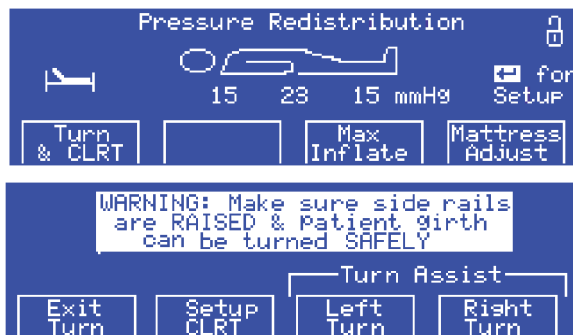 Pressure Redistribution
for
15 23 15 mmHg Setup
Turn Max Mattress
& CLRT Inflate Adjust
WARNING: Make sure side rails
are RAISED & Patient girth
can be turned SAFELY
Turn Assist
Exit Setup Left Right
Turn CLRT Turn Turn